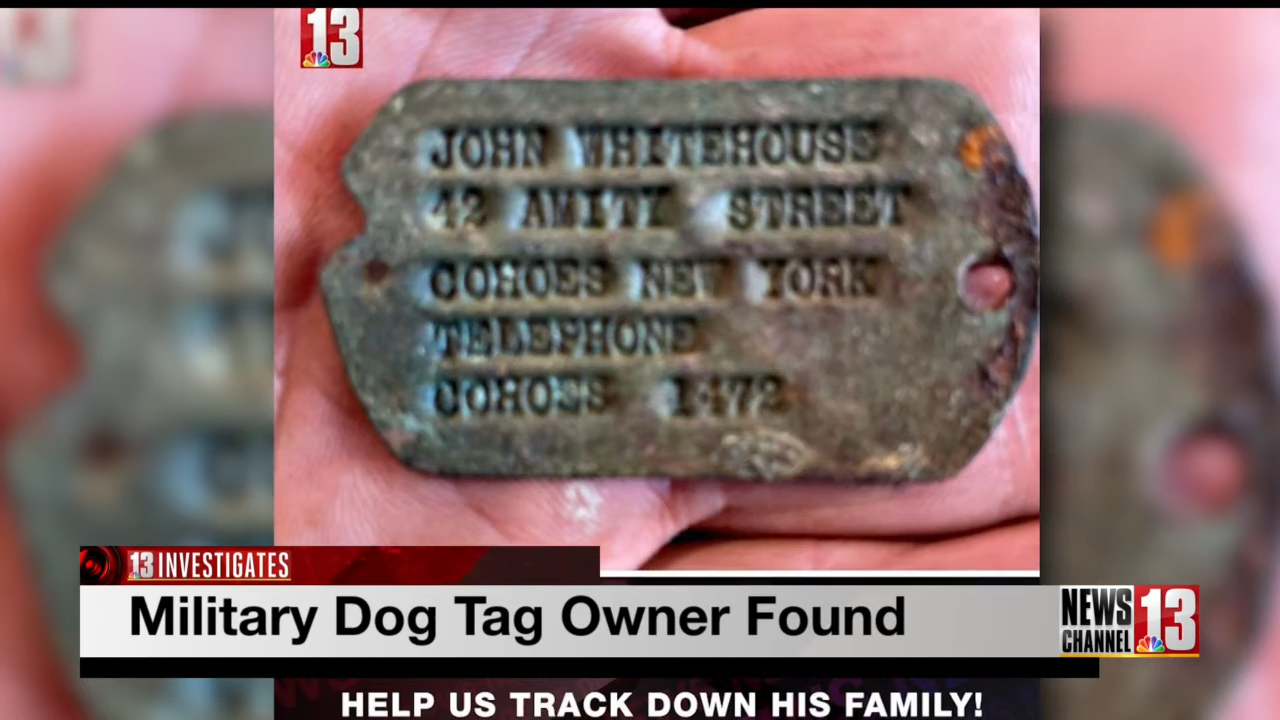 13
JOHN WHITEHOUSE
42 AMITY STREET
COHOES NEW YORK
TELEPHONE
COHOES 1472
13 INVESTIGATES
Military Dog Tag Owner Found
NEWS
CHANNEL
13
HELP US TRACK DOWN HIS FAMILY!